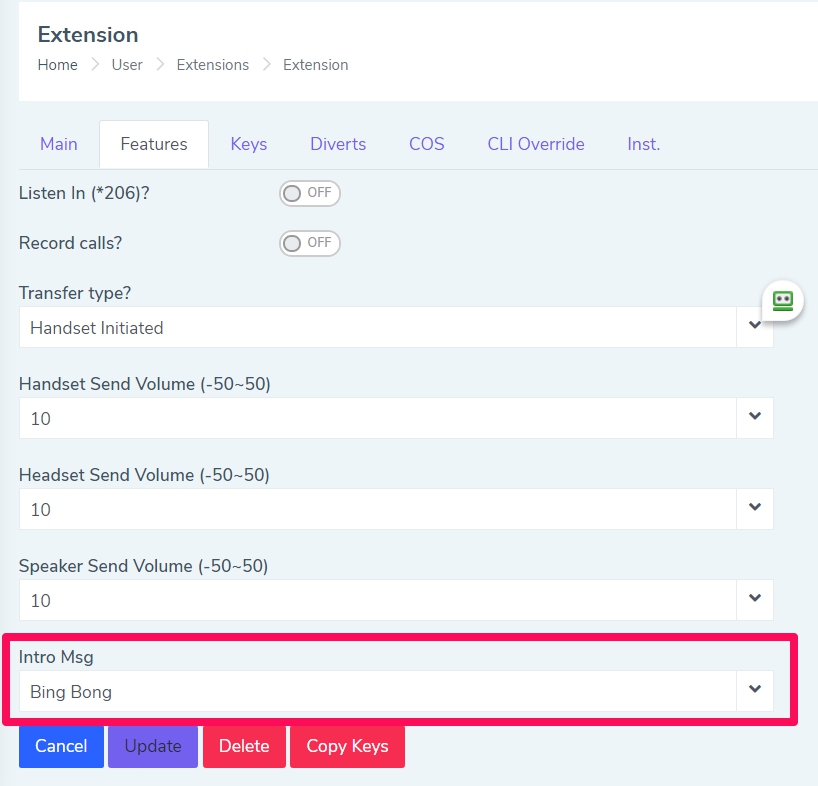 Extension
Home User Extensions Extension
Main Features Keys Diverts COS CLI Override Inst.
Listen In (*206)? OFF
Record calls? OFF
Transfer type?
Handset Initiated
Handset Send Volume (-50~50)
10
Headset Send Volume (-50~50)
10
Speaker Send Volume (-50~50)
10
Intro Msg
Bing Bong
Cancel Update Delete Copy Keys